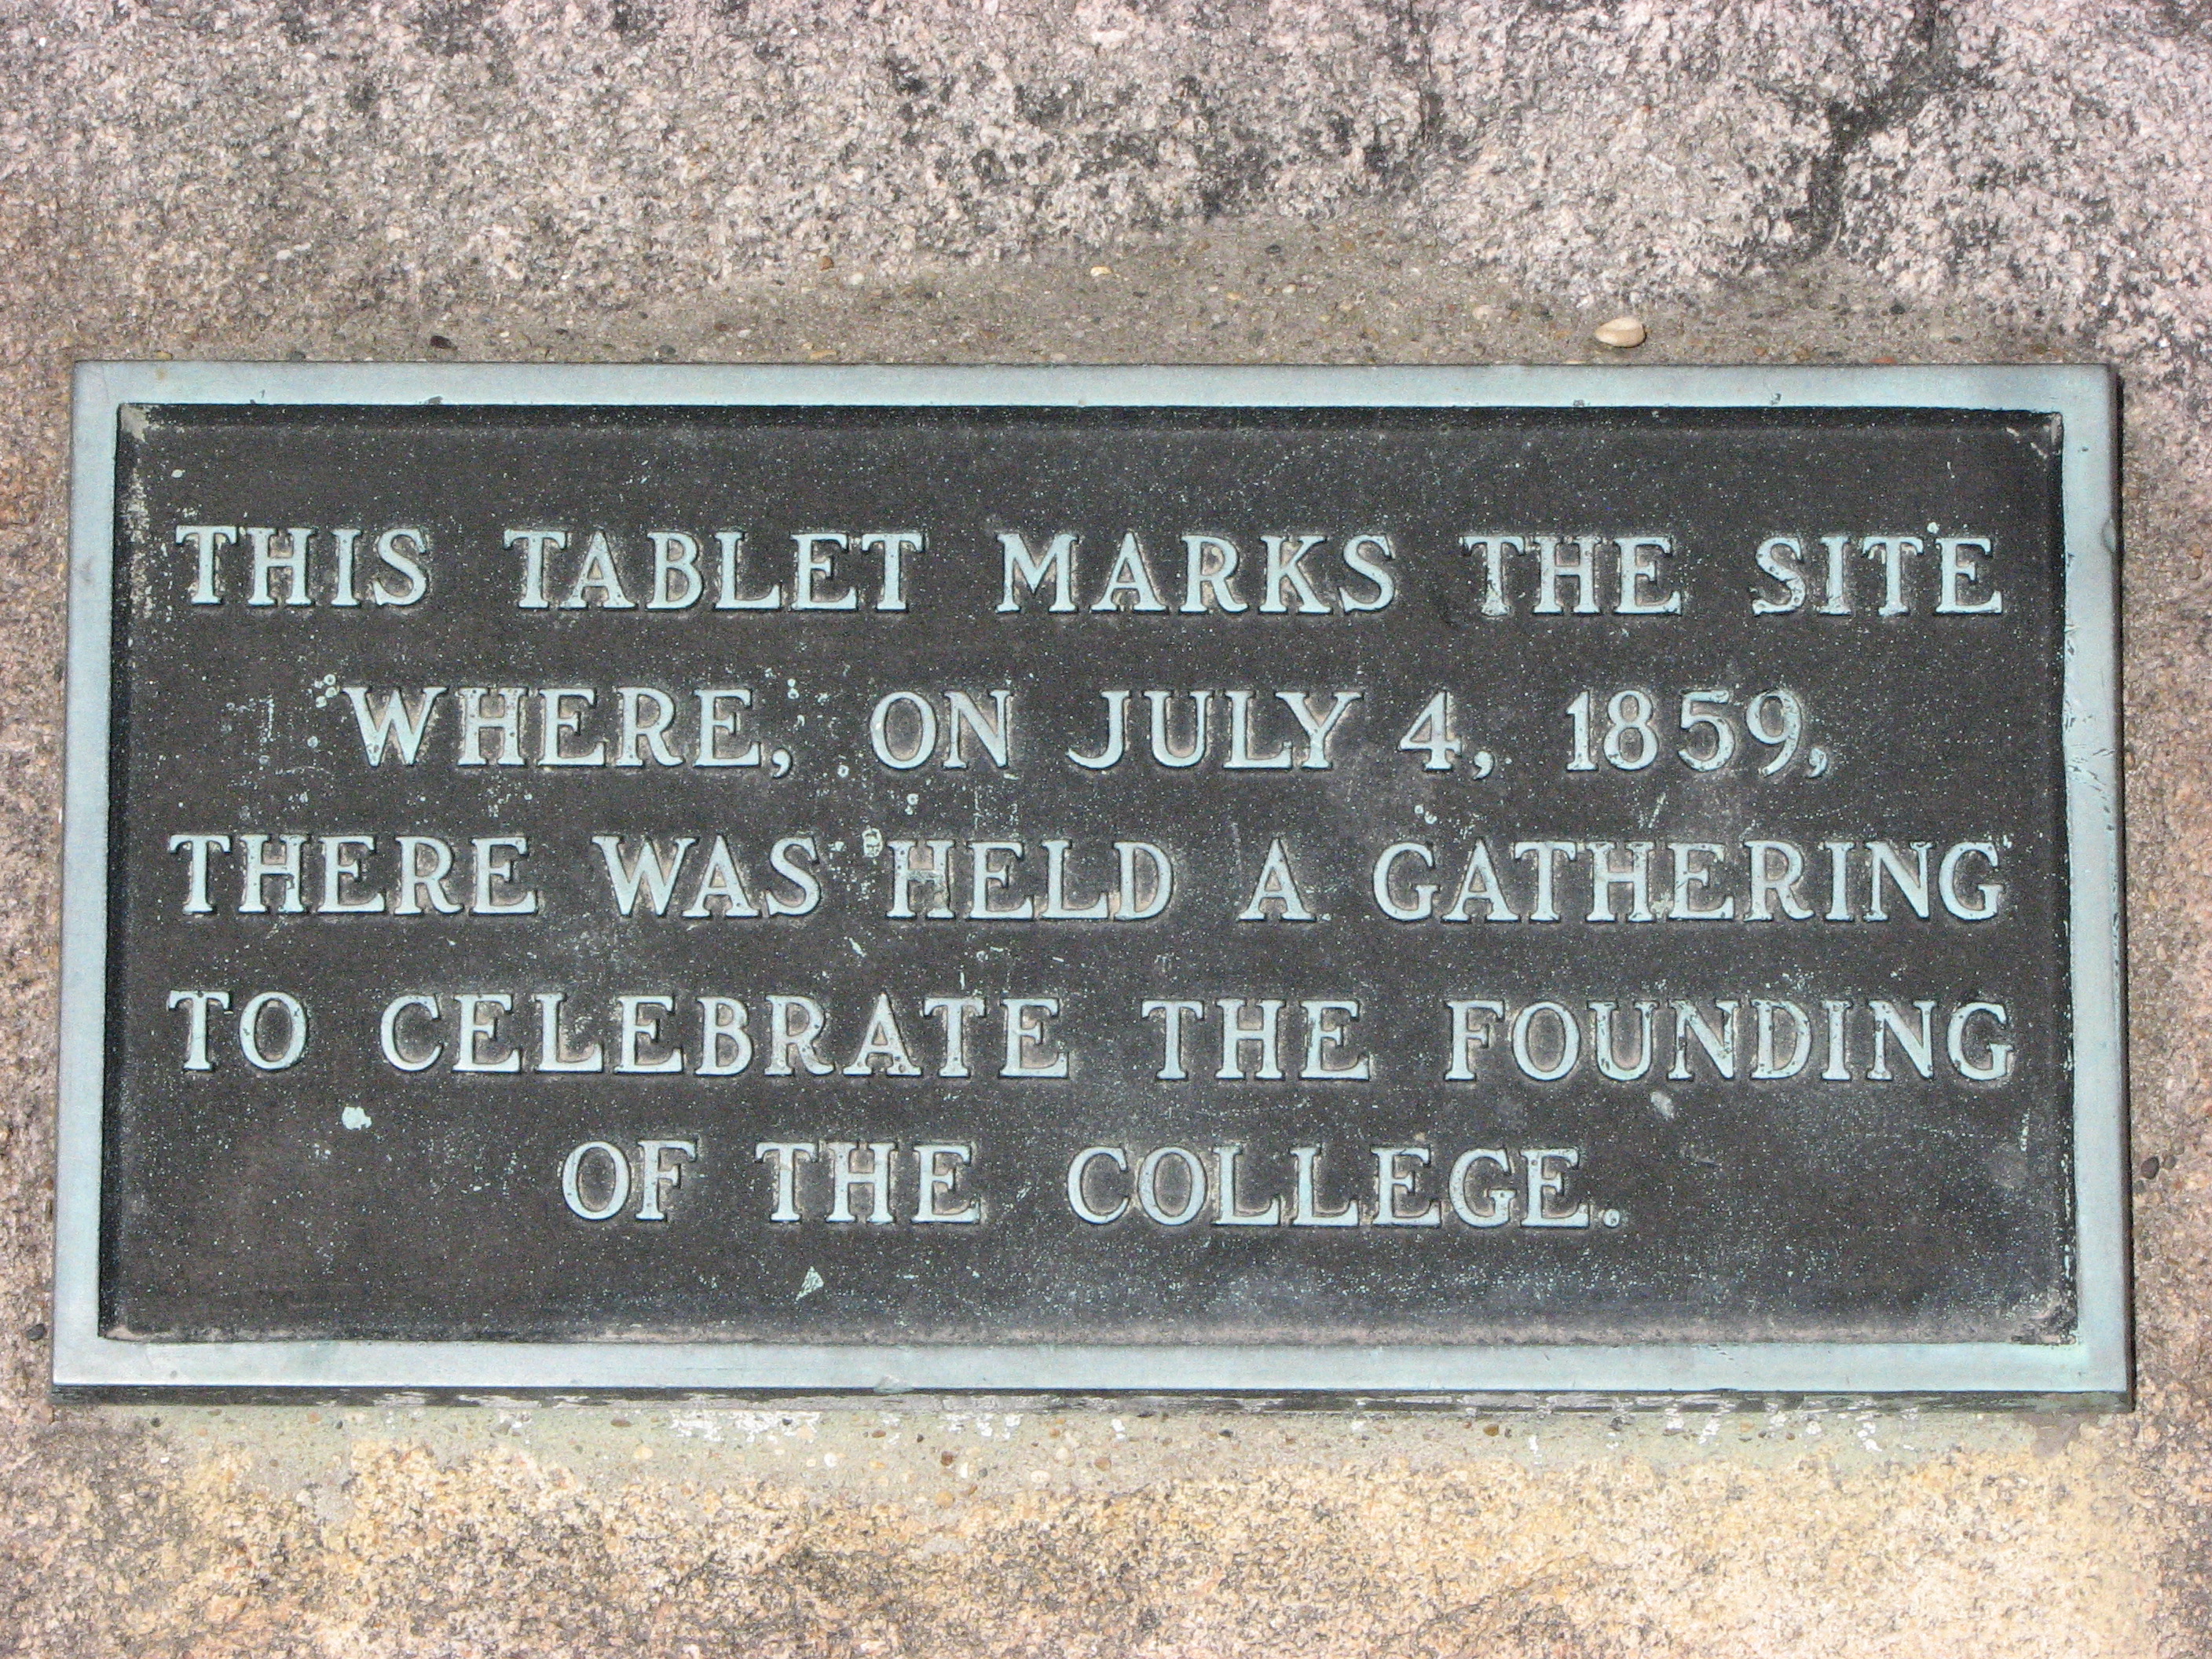 THIS TABLET MARKS THE SITE
WHERE, ON JULY 4, 1859,
THERE WAS HELD A GATHERING
TO CELEBRATE THE FOUNDING
OF THE COLLEGE.